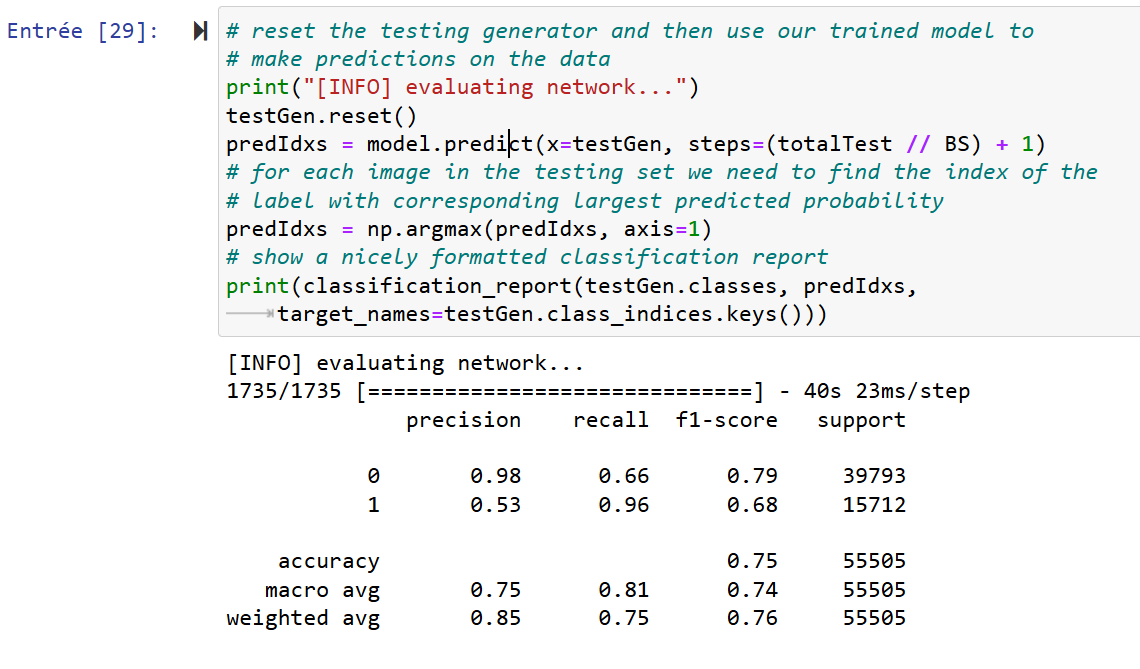 Entrée [29]: # reset the testing generator and then use our trained model to
# make predictions on the data
print("[INFO] evaluating network...")
testGen.reset()
predIdxs = model.predict(x=testGen, steps=(totalTest // BS) + 1)
# for each image in the testing set we need to find the index of the
# label with corresponding largest predicted probability
predIdxs = np.argmax(predIdxs, axis=1)
# show a nicely formatted classification report
print(classification_report(testGen.classes, predIdxs,
target_names=testGen.class_indices.keys()))
[INFO] evaluating network...
1735/1735 [==============================] - 40s 23ms/step
precision recall f1-score support
0 0.98 0.66 0.79 39793
1 0.53 0.96 0.68 15712
accuracy 0.75 55505
macro avg 0.75 0.81 0.74 55505
weighted avg 0.85 0.75 0.76 55505